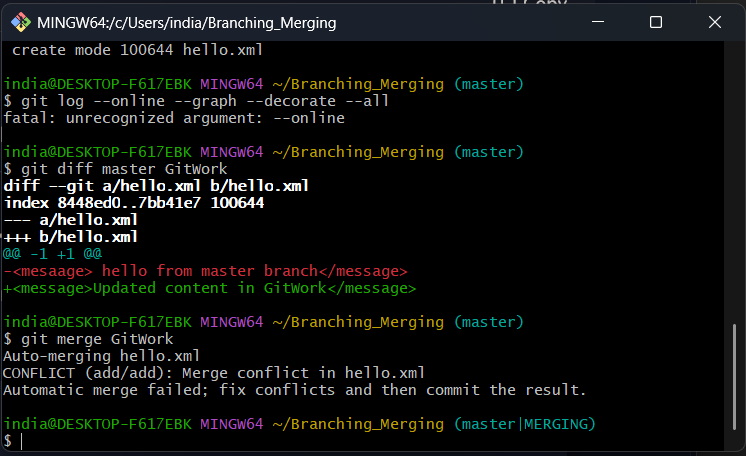 MINGW64:/c/Users/india/Branching_Merging
create mode 100644 hello.xml
india@DESKTOP-F617EBK MINGW64 ~/Branching_Merging (master)
$ git log --online --graph --decorate --all
fatal: unrecognized argument: --online
india@DESKTOP-F617EBK MINGW64 ~/Branching_Merging (master)
$ git diff master GitWork
diff --git a/hello.xml b/hello.xml
index 8448ed0..7bb41e7 100644
--- a/hello.xml
+++ b/hello.xml
@@ -1 +1 @@
-<mesaage> hello from master branch</message>
+<message>Updated content in GitWork</message>
india@DESKTOP-F617EBK MINGW64 ~/Branching_Merging (master)
$ git merge GitWork
Auto-merging hello.xml
CONFLICT (add/add): Merge conflict in hello.xml
Automatic merge failed; fix conflicts and then commit the result.
india@DESKTOP-F617EBK MINGW64 ~/Branching_Merging (master|MERGING)
$